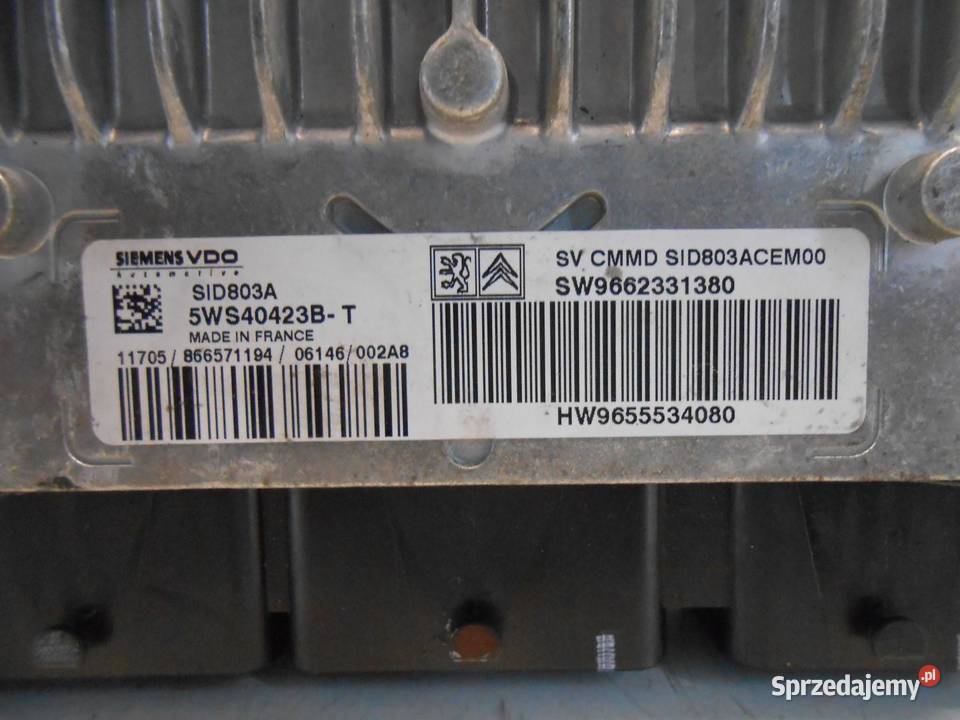 SIEMENS VDO
Automotive
SID803A
5WS40423B-T
MADE IN FRANCE
11705/866571194/06146/002A8
SV CMMD SID803ACEM00
SW9662331380
HW9655534080
Sprzedajemy.pl